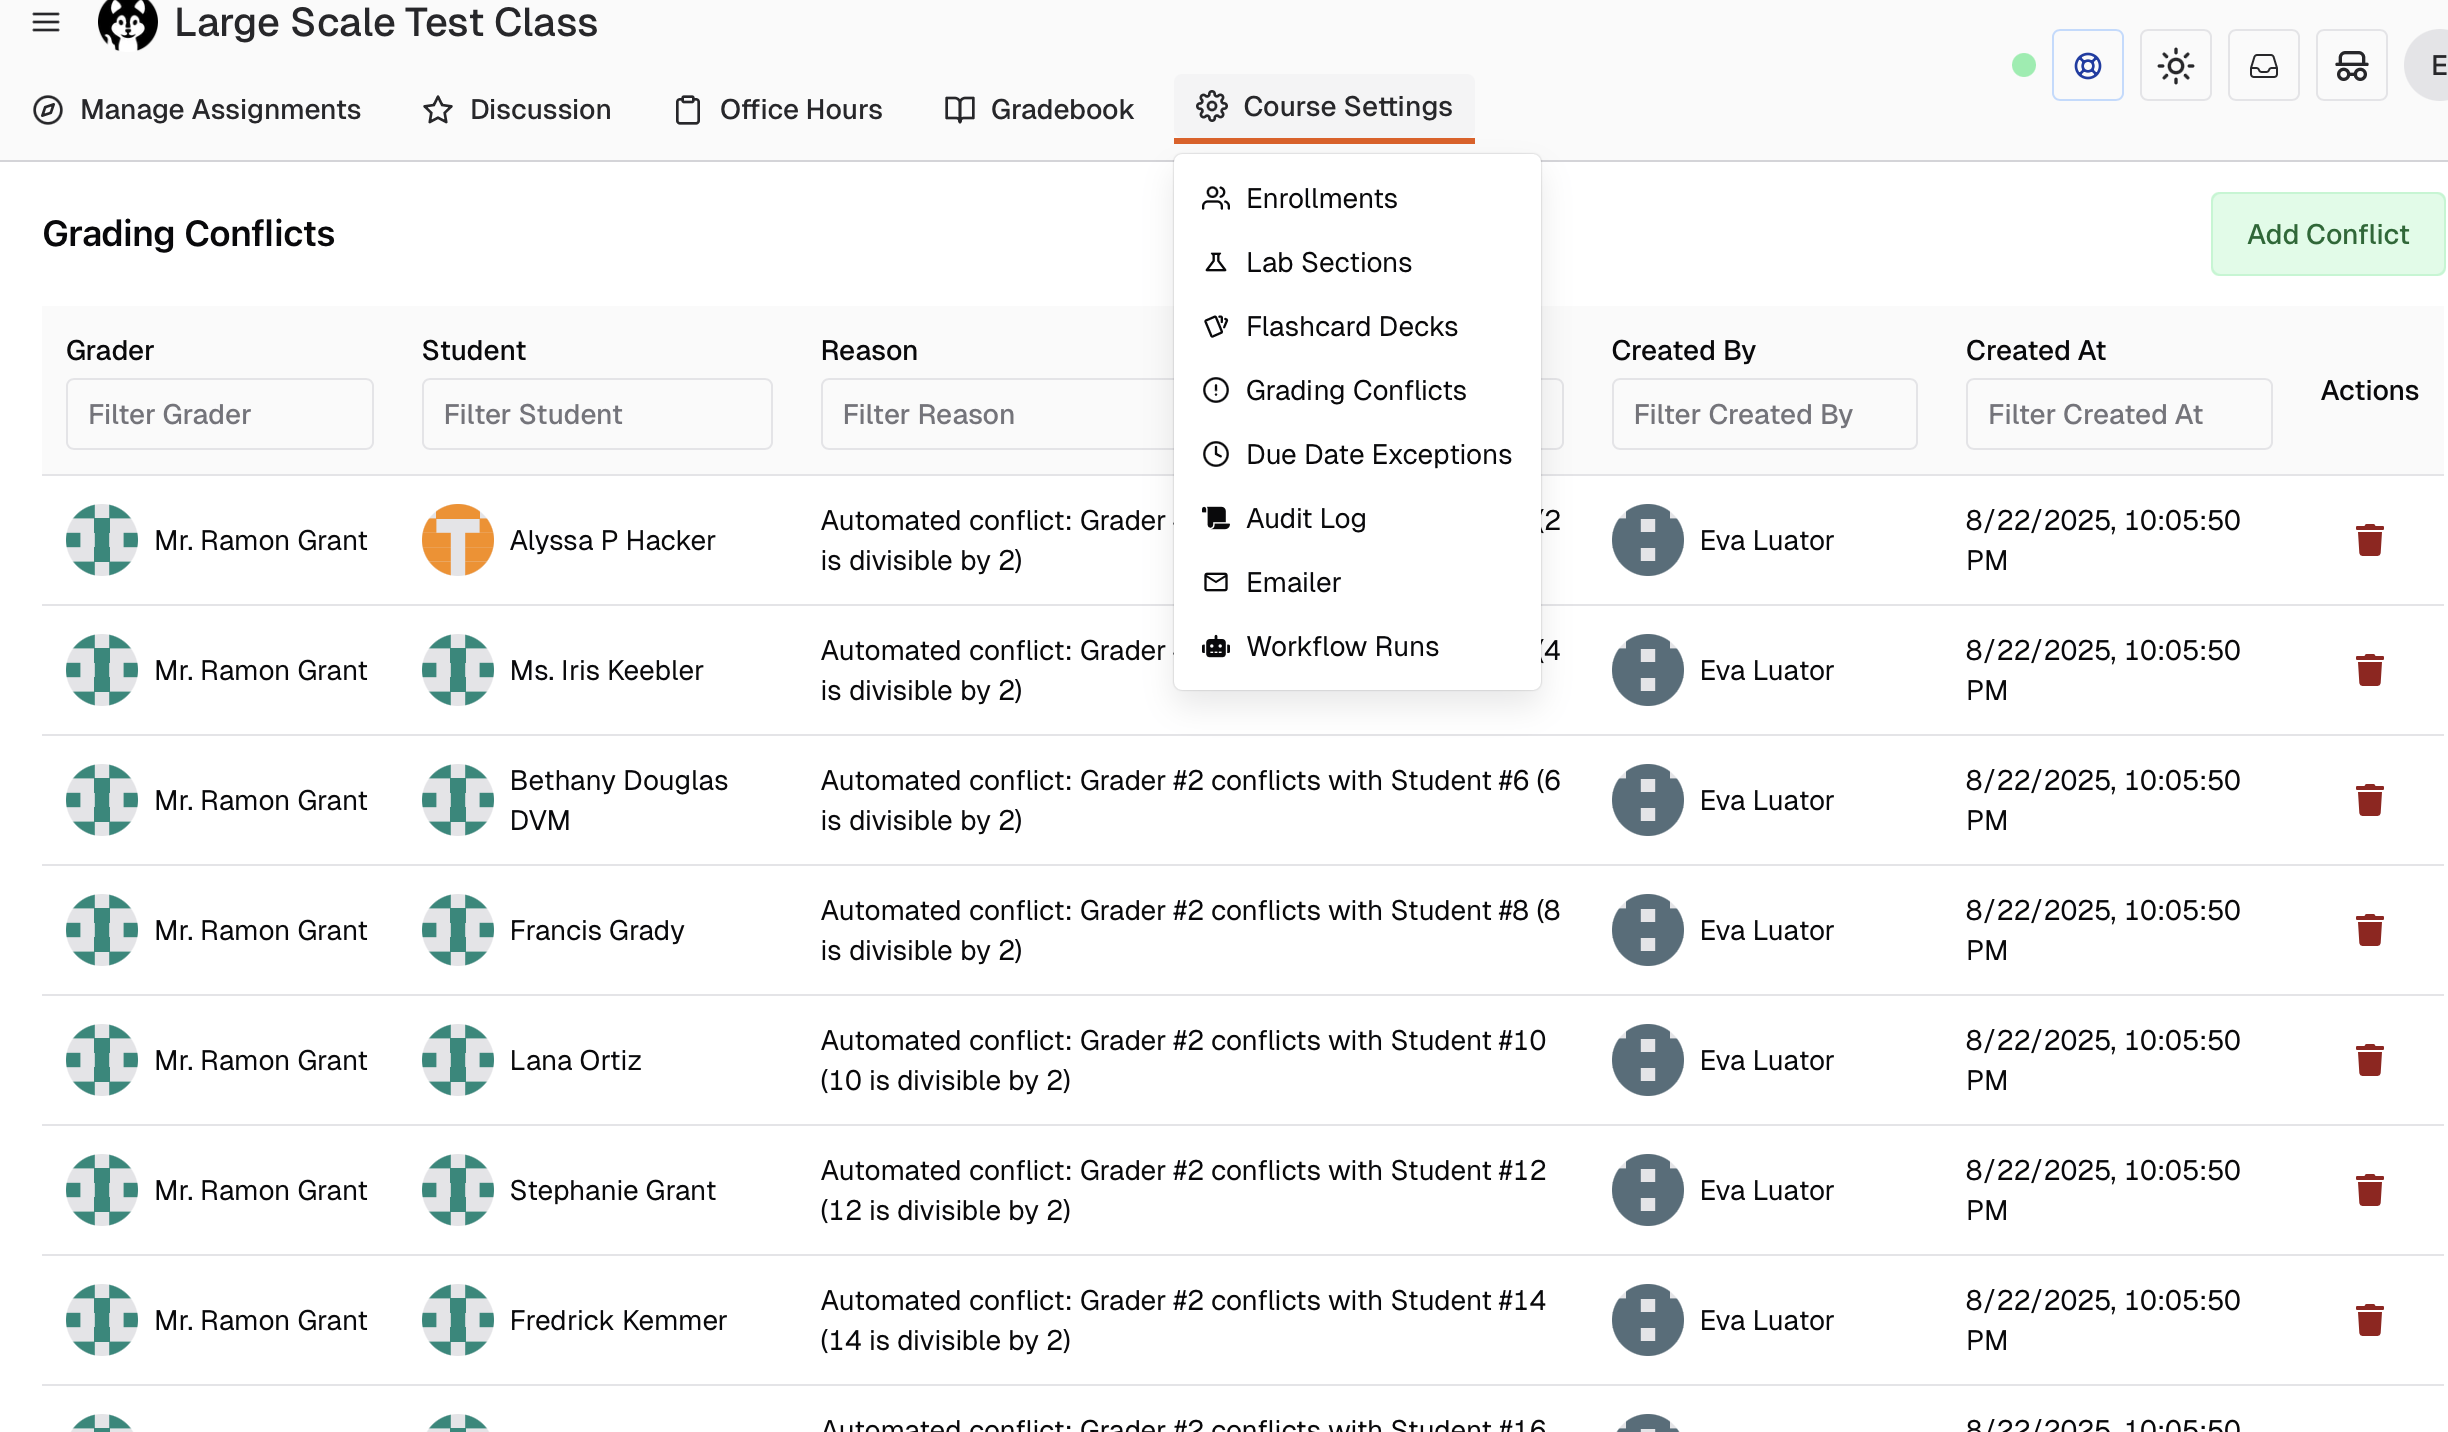 Large Scale Test Class
Manage Assignments
Discussion
Office Hours
Gradebook
Course Settings
E
Enrollments
Lab Sections
Flashcard Decks
Grading Conflicts
Due Date Exceptions
Audit Log
Emailer
Workflow Runs
Grading Conflicts
Add Conflict
Grader
Student
Reason
Created By
Created At
Actions
Filter Grader
Filter Student
Filter Reason
Filter Created By
Filter Created At
Mr. Ramon Grant
Alyssa P Hacker
Automated conflict: Grader (2
is divisible by 2)
Eva Luator
8/22/2025, 10:05:50
PM
Mr. Ramon Grant
Ms. Iris Keebler
Automated conflict: Grader (4
is divisible by 2)
Eva Luator
8/22/2025, 10:05:50
PM
Mr. Ramon Grant
Bethany Douglas
DVM
Automated conflict: Grader #2 conflicts with Student #6 (6
is divisible by 2)
Eva Luator
8/22/2025, 10:05:50
PM
Mr. Ramon Grant
Francis Grady
Automated conflict: Grader #2 conflicts with Student #8 (8
is divisible by 2)
Eva Luator
8/22/2025, 10:05:50
PM
Mr. Ramon Grant
Lana Ortiz
Automated conflict: Grader #2 conflicts with Student #10
(10 is divisible by 2)
Eva Luator
8/22/2025, 10:05:50
PM
Mr. Ramon Grant
Stephanie Grant
Automated conflict: Grader #2 conflicts with Student #12
(12 is divisible by 2)
Eva Luator
8/22/2025, 10:05:50
PM
Mr. Ramon Grant
Fredrick Kemmer
Automated conflict: Grader #2 conflicts with Student #14
(14 is divisible by 2)
Eva Luator
8/22/2025, 10:05:50
PM
Automated conflict: Grader #2 conflicts with Student #16
8/22/2025, 10:05:50